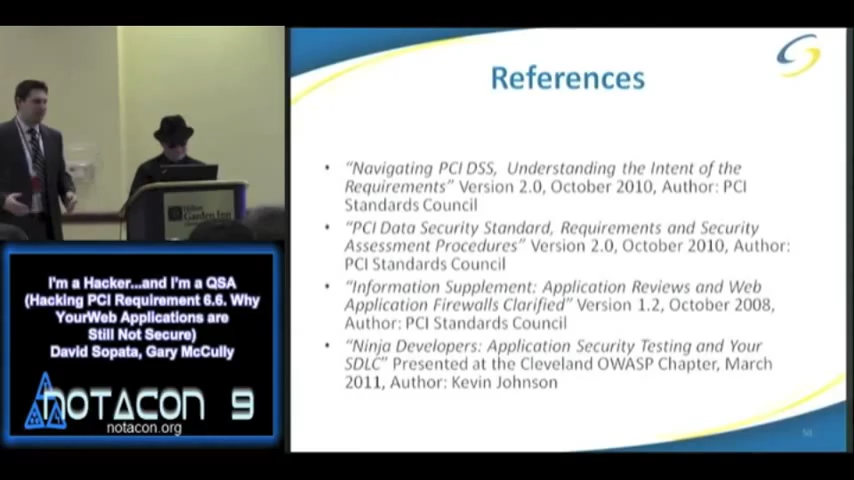 References
• "Navigating PCI DSS, Understanding the Intent of the
Requirements" Version 2.0, October 2010, Author: PCI
Standards Council
• "PCI Data Security Standard, Requirements and Security
Assessment Procedures" Version 2.0, October 2010, Author:
PCI Standards Council
• "Information Supplement: Application Reviews and Web
Application Firewalls Clarified" Version 1.2, October 2008,
Author: PCI Standards Council
• "Ninja Developers: Application Security Testing and Your
SDLC" Presented at the Cleveland OWASP Chapter, March
2011, Author: Kevin Johnson
Hilton
Garden Inn
I'm a Hacker...and I'm a QSA
(Hacking PCI Requirement 6.6. Why
YourWeb Applications are
Still Not Secure)
David Sopata, Gary McCully
NOTACON 9
notacon.org